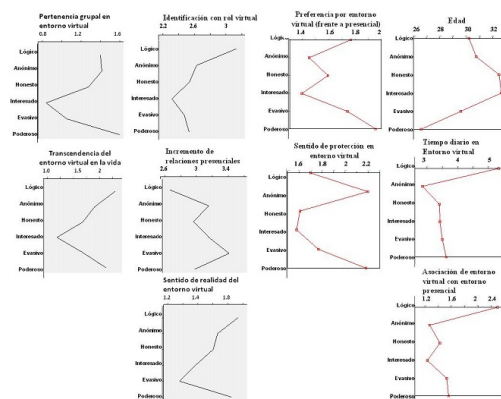 Pertenencia grupal en
entorno virtual
0.8 1.2 1.6
Lógico
Anónimo
Honesto
Interesado
Evasivo
Poderoso
Identificación con rol virtual
2.2 2.6 3
Lógico
Anónimo
Honesto
Interesado
Evasivo
Poderoso
Preferencia por entorno
virtual (frente a presencial)
1.4 1.6 1.8 2
Lógico
Anónimo
Honesto
Interesado
Evasivo
Poderoso
Edad
26 28 30 32
Lógico
Anónimo
Honesto
Interesado
Evasivo
Poderoso
Transcendencia del
entorno virtual en la vida
1.0 1.5 2
Lógico
Anónimo
Honesto
Interesado
Evasivo
Poderoso
Incremento de
relaciones presenciales
2.6 3 3.4
Lógico
Anónimo
Honesto
Interesado
Evasivo
Poderoso
Sentido de protección en
entorno virtual
1.6 1.8 2 2.2
Lógico
Anónimo
Honesto
Interesado
Evasivo
Poderoso
Tiempo diario en
Entorno virtual
3 4 5
Lógico
Anónimo
Honesto
Interesado
Evasivo
Poderoso
Sentido de realidad del
entorno virtual
1.2 1.4 1.6 1.8
Lógico
Anónimo
Honesto
Interesado
Evasivo
Poderoso
Asociación de entorno
virtual con entorno
presencial
1.2 1.6 2 2.6
Lógico
Anónimo
Honesto
Interesado
Evasivo
Poderoso